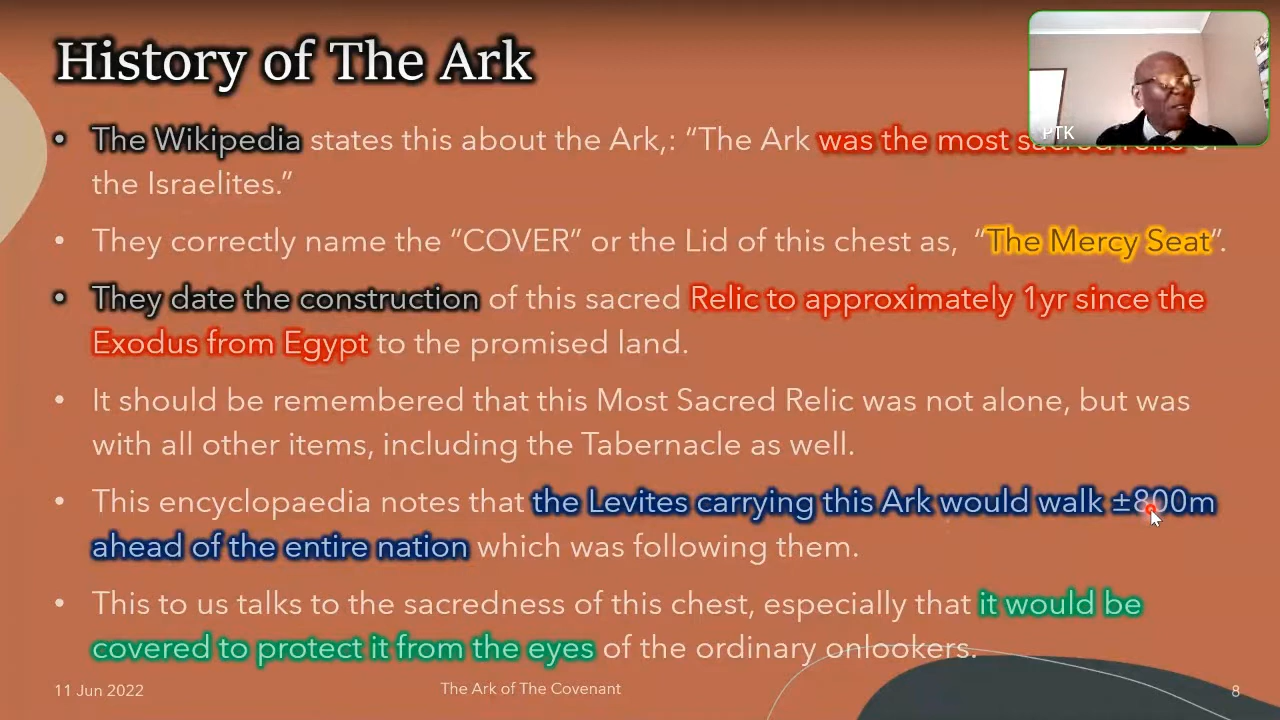 History of The Ark
PTK
• The Wikipedia states this about the Ark,: “The Ark was the most sacred relic of
the Israelites.”
• They correctly name the “COVER” or the Lid of this chest as, “The Mercy Seat”.
• They date the construction of this sacred Relic to approximately 1yr since the
Exodus from Egypt to the promised land.
• It should be remembered that this Most Sacred Relic was not alone, but was
with all other items, including the Tabernacle as well.
• This encyclopaedia notes that the Levites carrying this Ark would walk ±800m
ahead of the entire nation which was following them.
• This to us talks to the sacredness of this chest, especially that it would be
covered to protect it from the eyes of the ordinary onlookers.
11 Jun 2022
The Ark of The Covenant
8